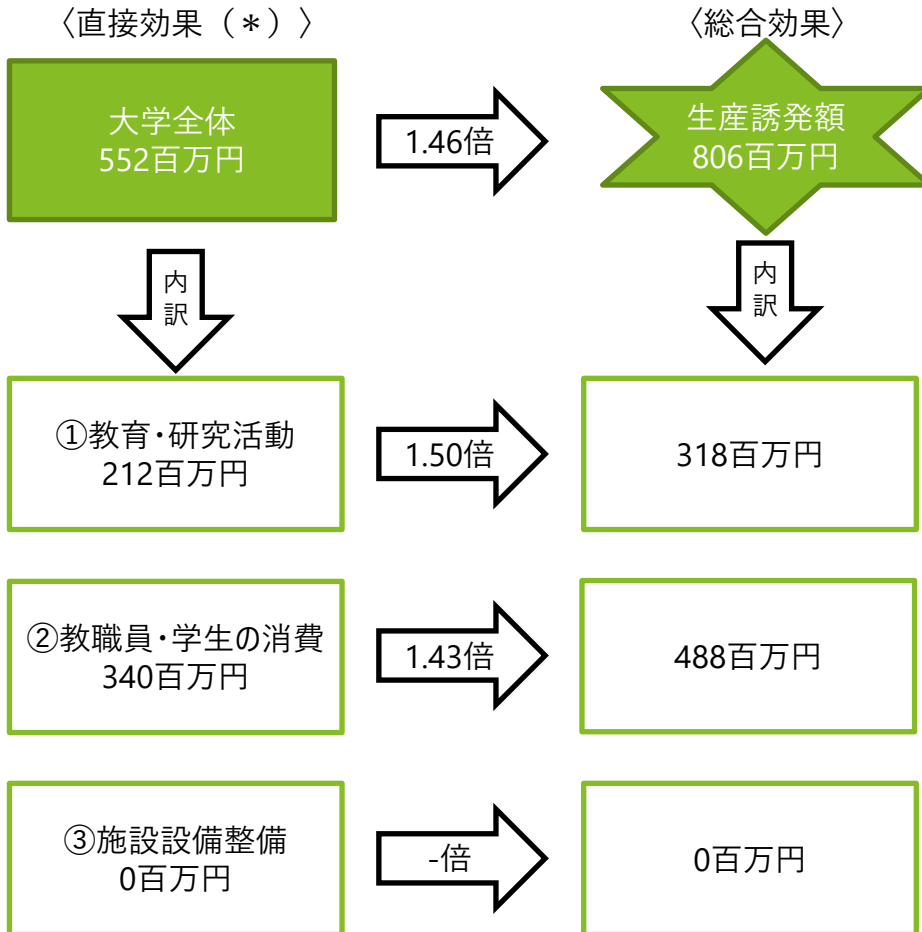 〈直接効果（＊）〉
〈総合効果〉
大学全体
552百万円
1.46倍
生産誘発額
806百万円
内
訳
内
訳
①教育・研究活動
212百万円
1.50倍
318百万円
②教職員・学生の消費
340百万円
1.43倍
488百万円
③施設設備整備
0百万円
-倍
0百万円